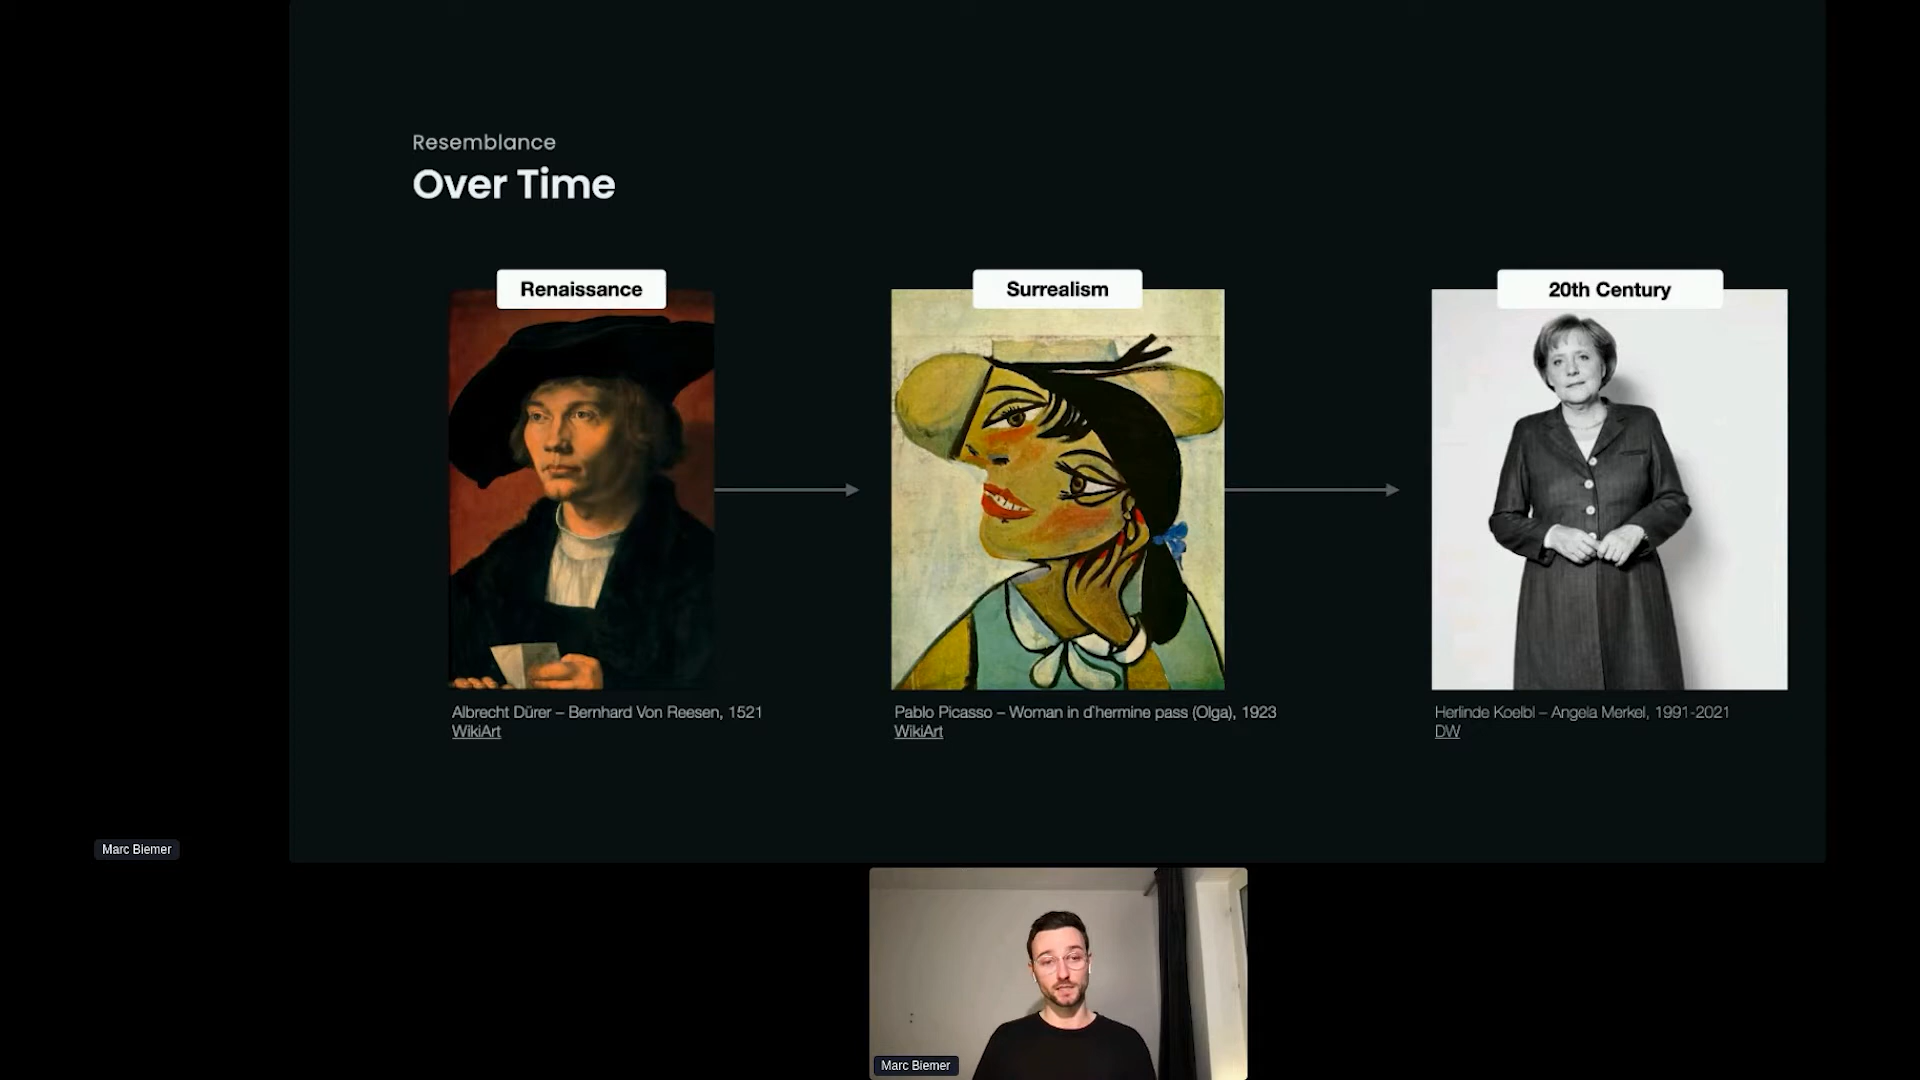 Resemblance
Over Time
Renaissance
Surrealism
20th Century
Albrecht Dürer – Bernhard Von Reesen, 1521
WikiArt
Pablo Picasso – Woman in d'hermine pass (Olga), 1923
WikiArt
Herlinde Koelbl – Angela Merkel, 1991-2021
DW
Marc Biemer
Marc Biemer